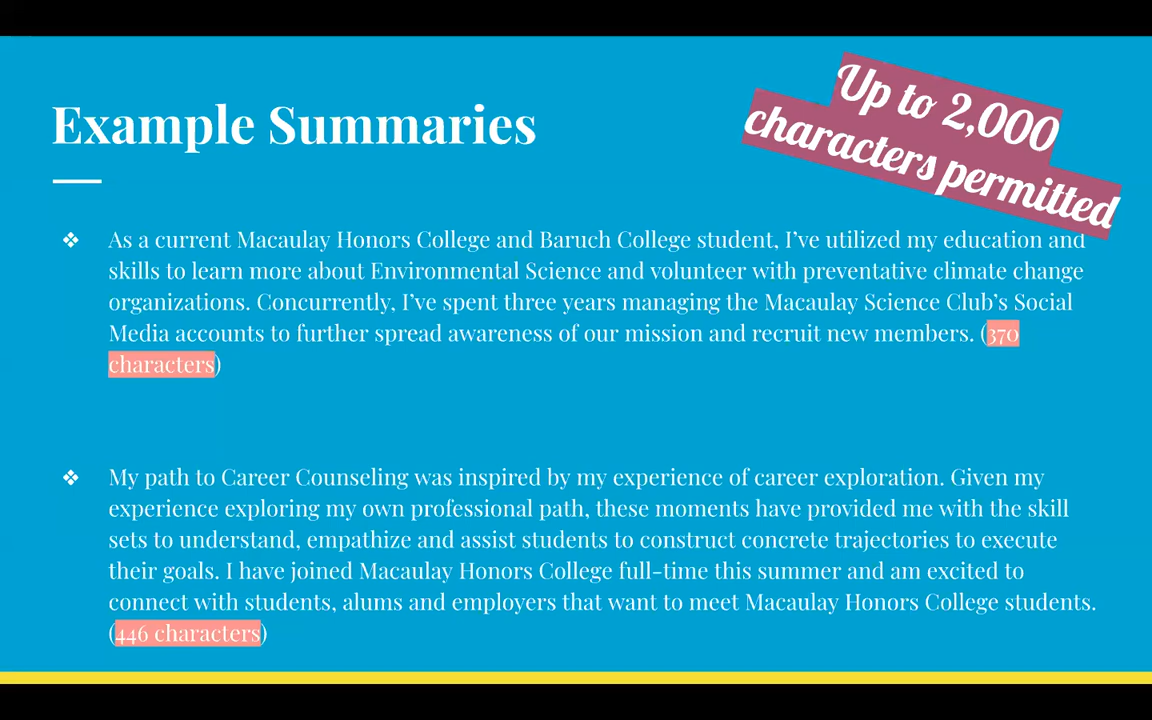 Up to 2,000
characters permitted
Example Summaries
❖ As a current Macaulay Honors College and Baruch College student, I’ve utilized my education and
skills to learn more about Environmental Science and volunteer with preventative climate change
organizations. Concurrently, I’ve spent three years managing the Macaulay Science Club’s Social
Media accounts to further spread awareness of our mission and recruit new members. (370
characters)
❖ My path to Career Counseling was inspired by my experience of career exploration. Given my
experience exploring my own professional path, these moments have provided me with the skill
sets to understand, empathize and assist students to construct concrete trajectories to execute
their goals. I have joined Macaulay Honors College full-time this summer and am excited to
connect with students, alums and employers that want to meet Macaulay Honors College students.
(446 characters)